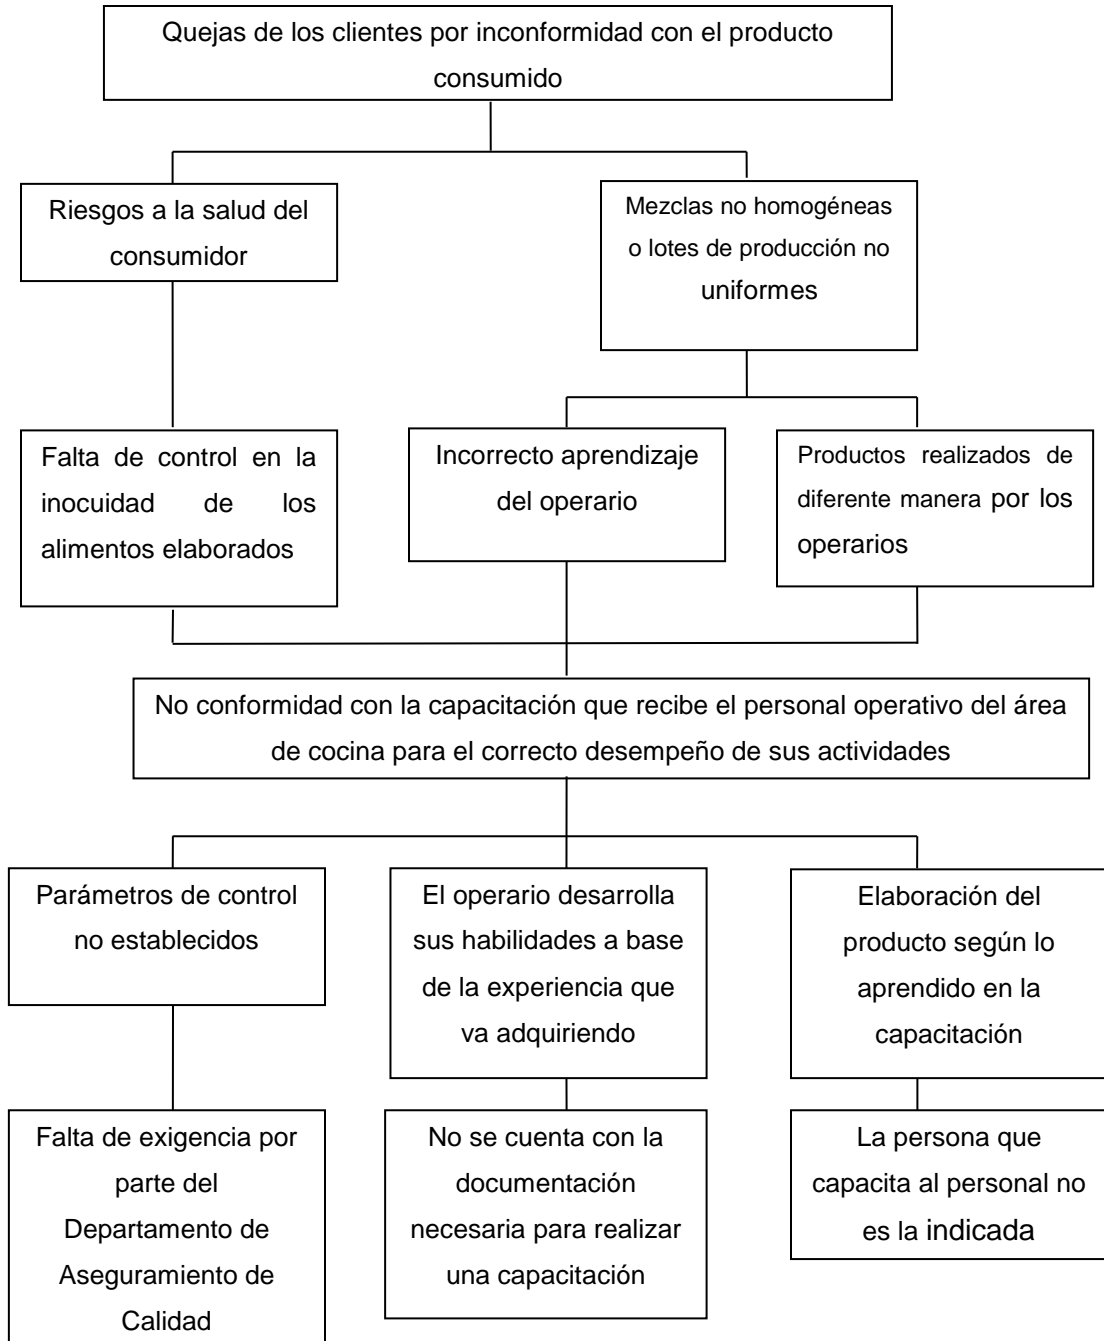 Quejas de los clientes por inconformidad con el producto
consumido
Riesgos a la salud del
consumidor
Mezclas no homogéneas
o lotes de producción no
uniformes
Falta de control en la
inocuidad de los
alimentos elaborados
Incorrecto aprendizaje
del operario
Productos realizados de
diferente manera por los
operarios
No conformidad con la capacitación que recibe el personal operativo del área
de cocina para el correcto desempeño de sus actividades
Parámetros de control
no establecidos
El operario desarrolla
sus habilidades a base
de la experiencia que
va adquiriendo
Elaboración del
producto según lo
aprendido en la
capacitación
Falta de exigencia por
parte del
Departamento de
Aseguramiento de
Calidad
No se cuenta con la
documentación
necesaria para realizar
una capacitación
La persona que
capacita al personal no
es la indicada